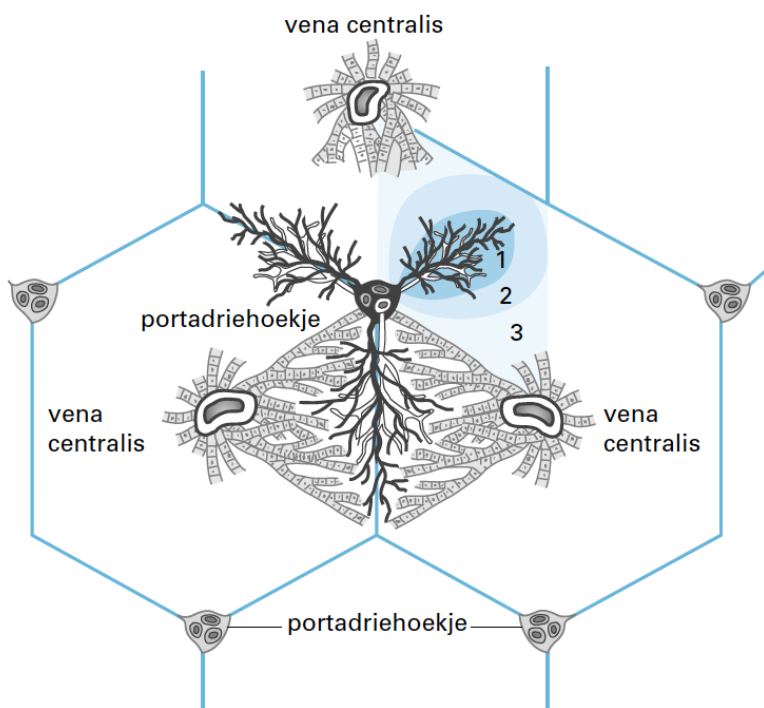 vena centralis
1
2
portadriehoekje
3
vena
centralis
vena
centralis
portadriehoekje